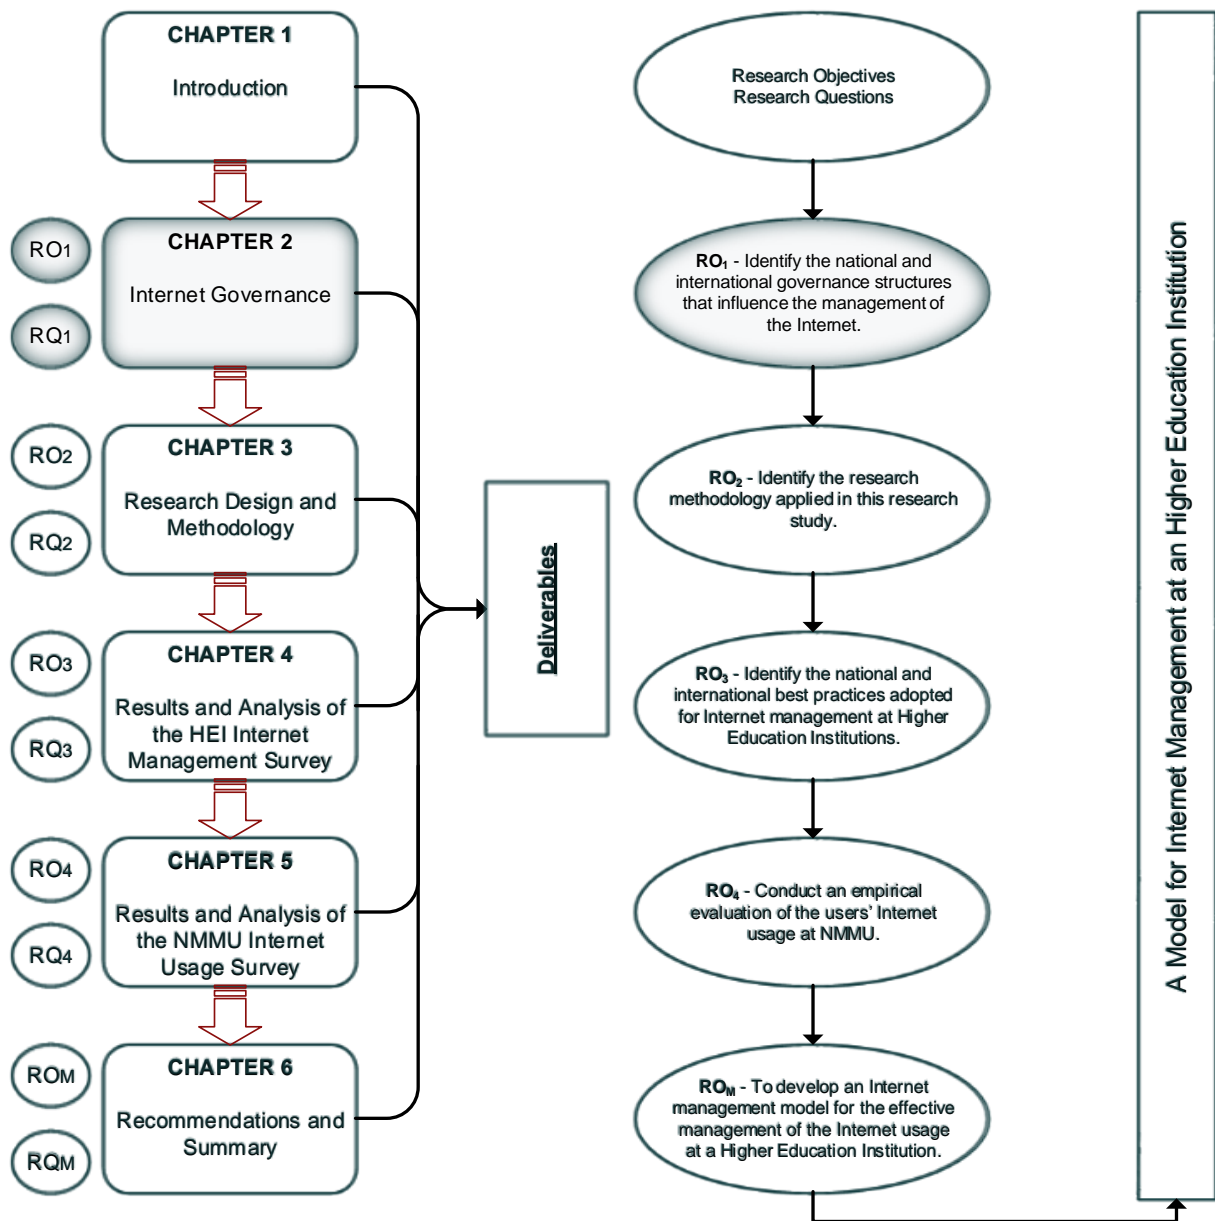 CHAPTER 1
Introduction
RO1
RQ1
CHAPTER 2
Internet Governance
RO2
RQ2
CHAPTER 3
Research Design and
Methodology
RO3
RQ3
CHAPTER 4
Results and Analysis of
the HEI Internet
Management Survey
RO4
RQ4
CHAPTER 5
Results and Analysis of
the NMMU Internet
Usage Survey
ROM
RQM
CHAPTER 6
Recommendations and
Summary
Deliverables
Research Objectives
Research Questions
RO1 - Identify the national and
international governance structures
that influence the management of
the Internet.
RO2 - Identify the research
methodology applied in this research
study.
RO3 - Identify the national and
international best practices adopted
for Internet management at Higher
Education Institutions.
RO4 - Conduct an empirical
evaluation of the users’ Internet
usage at NMMU.
ROM - To develop an Internet
management model for the effective
management of the Internet usage
at a Higher Education Institution.
A Model for Internet Management at an Higher Education Institution